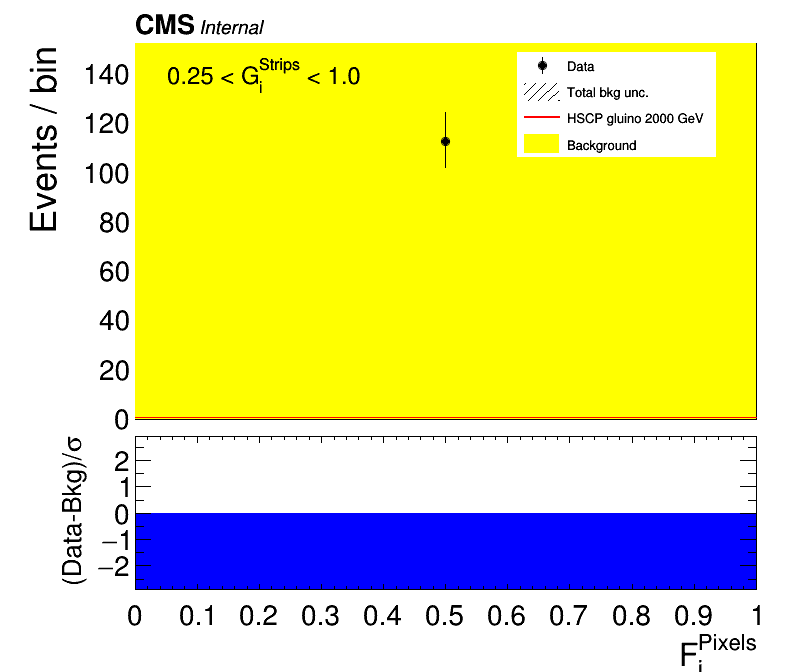 CMS Internal
Events / bin
140
120
100
80
60
40
20
0
0.25 < G_i^Strips < 1.0
Data
Total bkg unc.
HSCP gluino 2000 GeV
Background
(Data-Bkg)/σ
2
1
0
−1
−2
0 0.1 0.2 0.3 0.4 0.5 0.6 0.7 0.8 0.9 1
F_i^Pixels